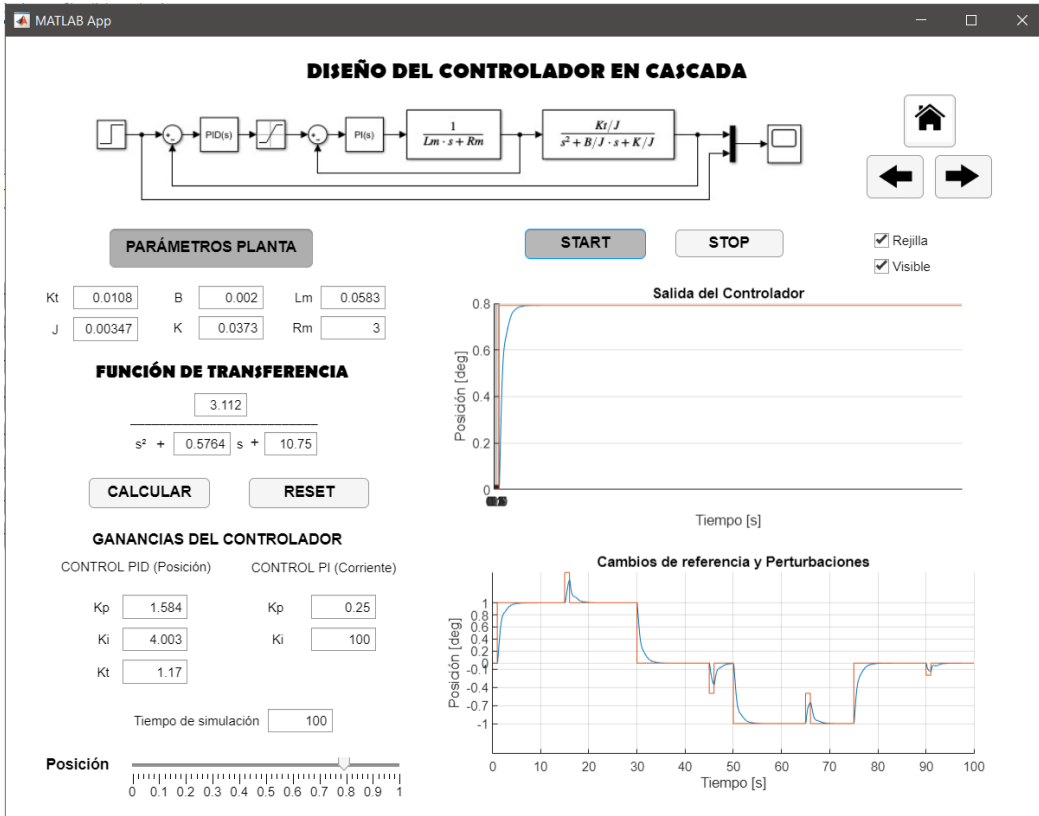 MATLAB App
DISEÑO DEL CONTROLADOR EN CASCADA
PID(s)
PI(s)
1
Lm · s + Rm
Kt/J
s² + B/J · s + K/J
PARÁMETROS PLANTA
START
STOP
Rejilla
Visible
Kt 0.0108 B 0.002 Lm 0.0583
J 0.00347 K 0.0373 Rm 3
FUNCIÓN DE TRANSFERENCIA
3.112
s² + 0.5764 s + 10.75
CALCULAR
RESET
GANANCIAS DEL CONTROLADOR
CONTROL PID (Posición) CONTROL PI (Corriente)
Kp 1.584 Kp 0.25
Ki 4.003 Ki 100
Kt 1.17
Tiempo de simulación 100
Posición
0 0.1 0.2 0.3 0.4 0.5 0.6 0.7 0.8 0.9 1
Salida del Controlador
0.8
0.6
0.4
0.2
0
Posición [deg]
Tiempo [s]
Cambios de referencia y Perturbaciones
1
0.8
0.6
0.4
0.2
0
-0.1
-0.4
-0.7
-1
Posición [deg]
0 10 20 30 40 50 60 70 80 90 100
Tiempo [s]